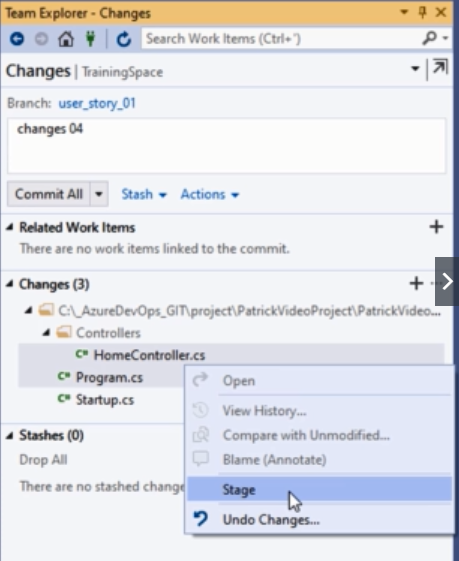 Team Explorer - Changes
Search Work Items (Ctrl+')
Changes | TrainingSpace
Branch: user_story_01
changes 04
Commit All Stash Actions
Related Work Items
There are no work items linked to the commit.
Changes (3)
C:\_AzureDevOps_GIT\project\PatrickVideoProject\PatrickVideo...
Controllers
C# HomeController.cs
C# Program.cs
C# Startup.cs
Stashes (0)
Drop All
There are no stashed change
Open
View History...
Compare with Unmodified...
Blame (Annotate)
Stage
Undo Changes...